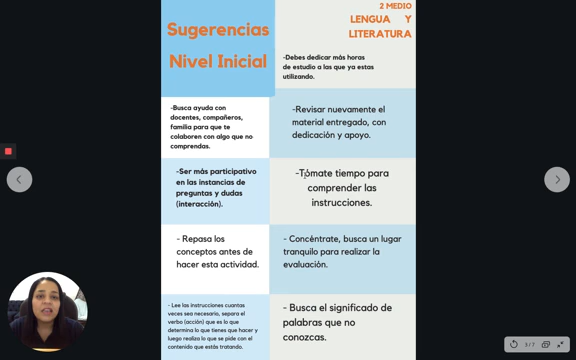 Sugerencias
Nivel Inicial
2 MEDIO
LENGUA Y
LITERATURA
-Debes dedicar más horas
de estudio a las que ya estas
utilizando.
-Busca ayuda con
docentes, compañeros,
familia para que te
colaboren con algo que no
comprendas.
-Revisar nuevamente el
material entregado, con
dedicación y apoyo.
-Ser más participativo
en las instancias de
preguntas y dudas
(interacción).
-Tómate tiempo para
comprender las
instrucciones.
- Repasa los
conceptos antes de
hacer esta actividad.
- Concéntrate, busca un lugar
tranquilo para realizar la
evaluación.
- Lee las instrucciones cuantas
veces sea necesario, separa el
verbo (acción) que es lo que
determina lo que tienes que hacer y
luego realiza lo que se pide con el
contenido que estás tratando.
- Busca el significado de
palabras que no
conozcas.
3 / 7